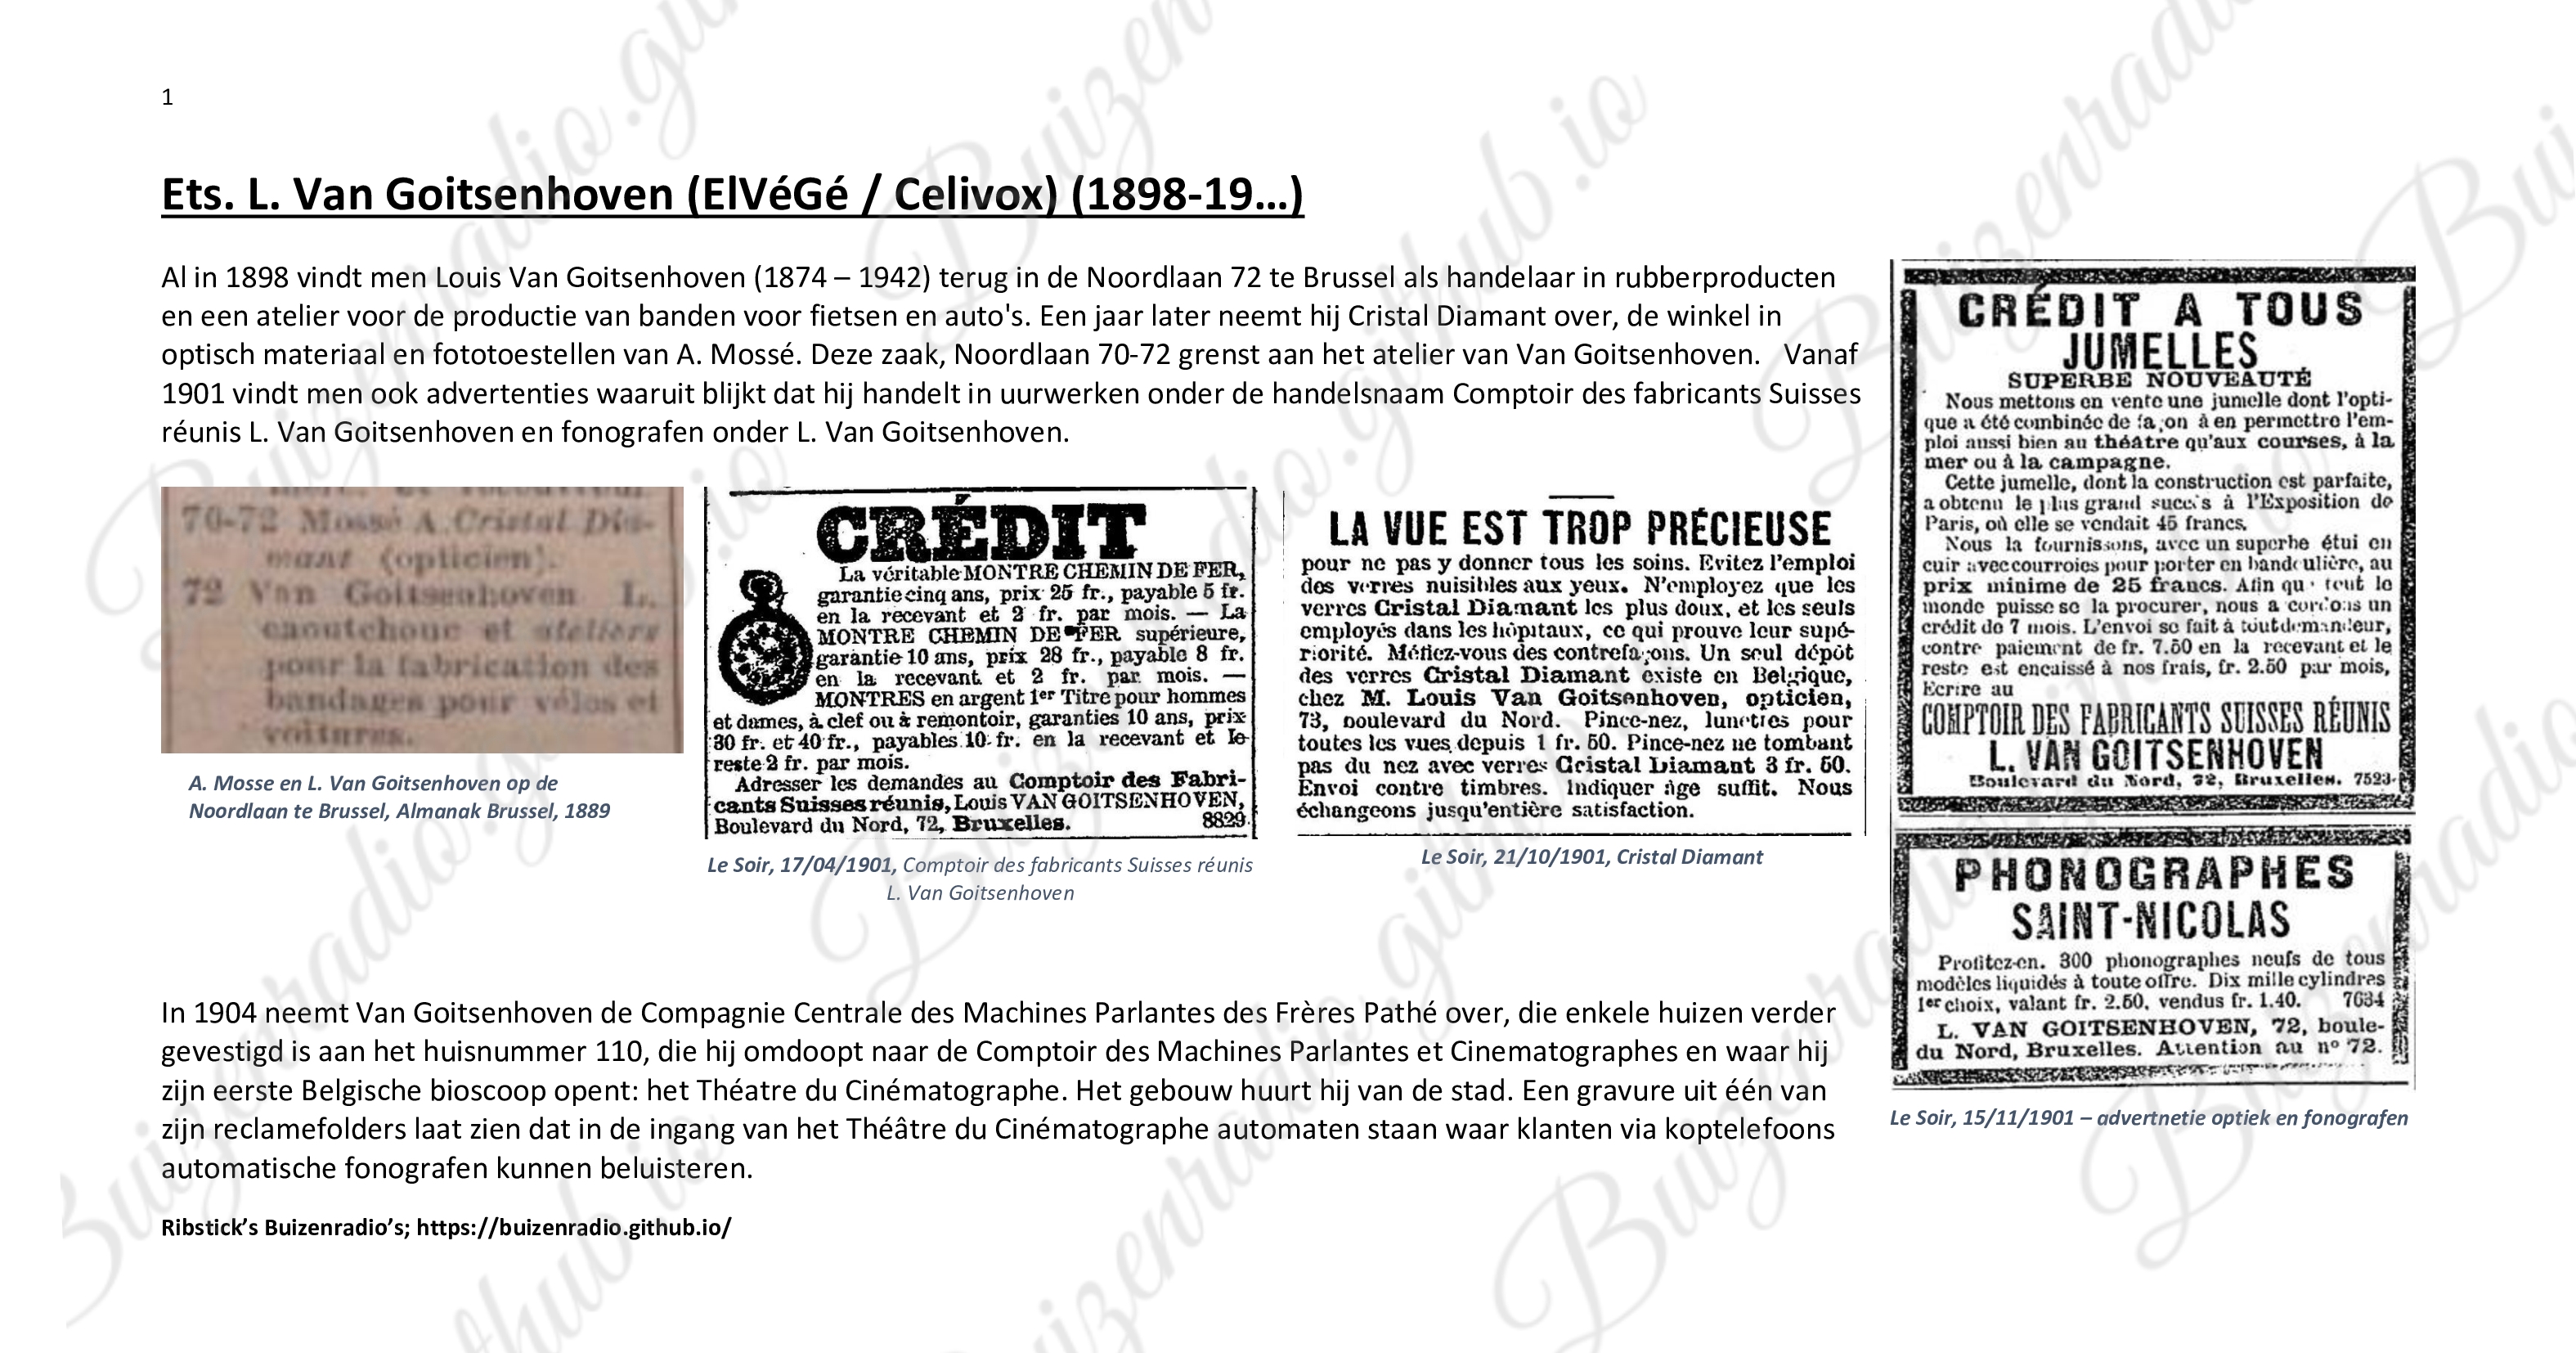 1
Ets. L. Van Goitsenhoven (ElVéGé / Celivox) (1898-19...)
Al in 1898 vindt men Louis Van Goitsenhoven (1874 – 1942) terug in de Noordlaan 72 te Brussel als handelaar in rubberproducten
en een atelier voor de productie van banden voor fietsen en auto's. Een jaar later neemt hij Cristal Diamant over, de winkel in
optisch materiaal en fototoestellen van A. Mossé. Deze zaak, Noordlaan 70-72 grenst aan het atelier van Van Goitsenhoven. Vanaf
1901 vindt men ook advertenties waaruit blijkt dat hij handelt in uurwerken onder de handelsnaam Comptoir des fabricants Suisses
réunis L. Van Goitsenhoven en fonografen onder L. Van Goitsenhoven.
70-72 Mosse A. Cristal Dia-
mant (opticien).
72 Van Goitsenhoven L.
caoutchouc et ateliers
pour la fabrication des
bandages pour vélos et
voitures.
A. Mosse en L. Van Goitsenhoven op de
Noordlaan te Brussel, Almanak Brussel, 1889
CRÉDIT
La véritable MONTRE CHEMIN DE FER,
garantie cinq ans, prix 25 fr., payable 5 fr.
en la recevant et 2 fr. par mois. — La
MONTRE CHEMIN DE FER supérieure,
garantie 10 ans, prix 28 fr., payable 8 fr.
en la recevant et 2 fr. par mois. —
MONTRES en argent 1er Titre pour hommes
et dames, à clef ou à remontoir, garanties 10 ans, prix
30 fr. et 40 fr., payables 10 fr. en la recevant et le
reste 2 fr. par mois.
Adresser les demandes au Comptoir des Fabri-
cants Suisses réunis, Louis VAN GOITSENHOVEN,
Boulevard du Nord, 72, Bruxelles. 8829
Le Soir, 17/04/1901, Comptoir des fabricants Suisses réunis
L. Van Goitsenhoven
LA VUE EST TROP PRÉCIEUSE
pour ne pas y donner tous les soins. Evitez l'emploi
des verres nuisibles aux yeux. N'employez que les
verres Cristal Diamant les plus doux, et les seuls
employés dans les hôpitaux, ce qui prouve leur supé-
riorité. Méfiez-vous des contrefaçons. Un seul dépôt
des verres Cristal Diamant existe en Belgique,
chez M. Louis Van Goitsenhoven, opticien,
73, boulevard du Nord. Pince-nez, lunettes pour
toutes les vues depuis 1 fr. 50. Pince-nez ne tombant
pas du nez avec verres Cristal Diamant 3 fr. 50.
Envoi contre timbres. Indiquer âge suffit. Nous
échangeons jusqu'entière satisfaction.
Le Soir, 21/10/1901, Cristal Diamant
CRÉDIT A TOUS
JUMELLES
SUPERBE NOUVEAUTÉ
Nous mettons en vente une jumelle dont l'opti-
que a été combinée de façon à en permettre l'em-
ploi aussi bien au théâtre qu'aux courses, à la
mer ou à la campagne.
Cette jumelle, dont la construction est parfaite,
a obtenu le plus grand succès à l'Exposition de
Paris, où elle se vendait 45 francs.
Nous la fournissons, avec un superbe étui en
cuir avec courroies pour porter en bandoulière, au
prix minime de 25 francs. Afin que tout le
monde puisse se la procurer, nous accordons un
crédit de 7 mois. L'envoi se fait à tout demandeur,
contre paiement de fr. 7.50 en la recevant et le
reste est encaissé à nos frais, fr. 2.50 par mois,
Ecrire au
COMPTOIR DES FABRICANTS SUISSES RÉUNIS
L. VAN GOITSENHOVEN
Boulevard du Nord, 72, Bruxelles. 7523
PHONOGRAPHES
SAINT-NICOLAS
Profitez-en. 300 phonographes neufs de tous
modèles liquidés à toute offre. Dix mille cylindres
1er choix, valant fr. 2.50, vendus fr. 1.40. 7634
L. VAN GOITSENHOVEN, 72, boule-
du Nord, Bruxelles. Attention au nº 72.
Le Soir, 15/11/1901 – advertnetie optiek en fonografen
In 1904 neemt Van Goitsenhoven de Compagnie Centrale des Machines Parlantes des Frères Pathé over, die enkele huizen verder
gevestigd is aan het huisnummer 110, die hij omdoopt naar de Comptoir des Machines Parlantes et Cinematographes en waar hij
zijn eerste Belgische bioscoop opent: het Théatre du Cinématographe. Het gebouw huurt hij van de stad. Een gravure uit één van
zijn reclamefolders laat zien dat in de ingang van het Théâtre du Cinématographe automaten staan waar klanten via koptelefoons
automatische fonografen kunnen beluisteren.
Ribstick's Buizenradio's; https://buizenradio.github.io/
Buizenradio.github.io